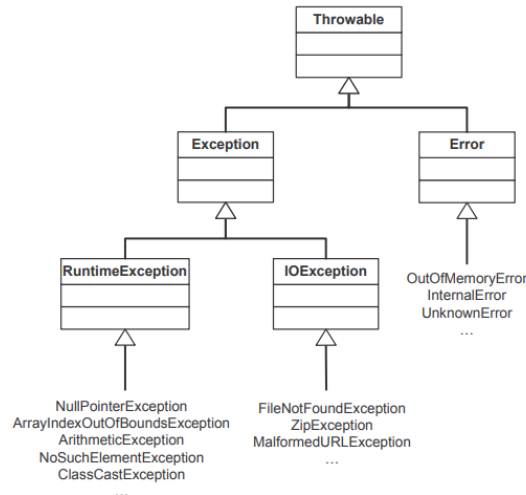 Throwable
Exception
Error
RuntimeException
IOException
OutOfMemoryError
InternalError
UnknownError
...
NullPointerException
ArrayIndexOutOfBoundsException
ArithmeticException
NoSuchElementException
ClassCastException
...
FileNotFoundException
ZipException
MalformedURLException
...